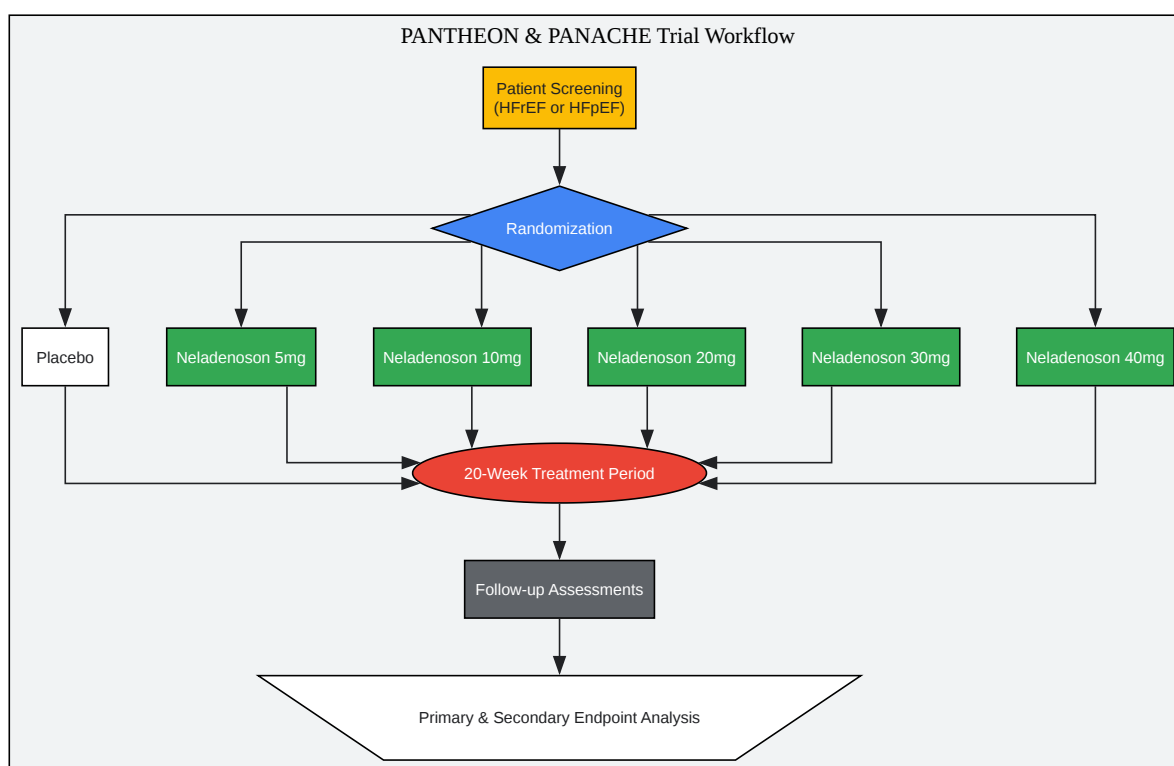 PANTHEON & PANACHE Trial Workflow
Patient Screening
(HFrEF or HFpEF)
Randomization
Placebo
Neladenoson 5mg
Neladenoson 10mg
Neladenoson 20mg
Neladenoson 30mg
Neladenoson 40mg
20-Week Treatment Period
Follow-up Assessments
Primary & Secondary Endpoint Analysis